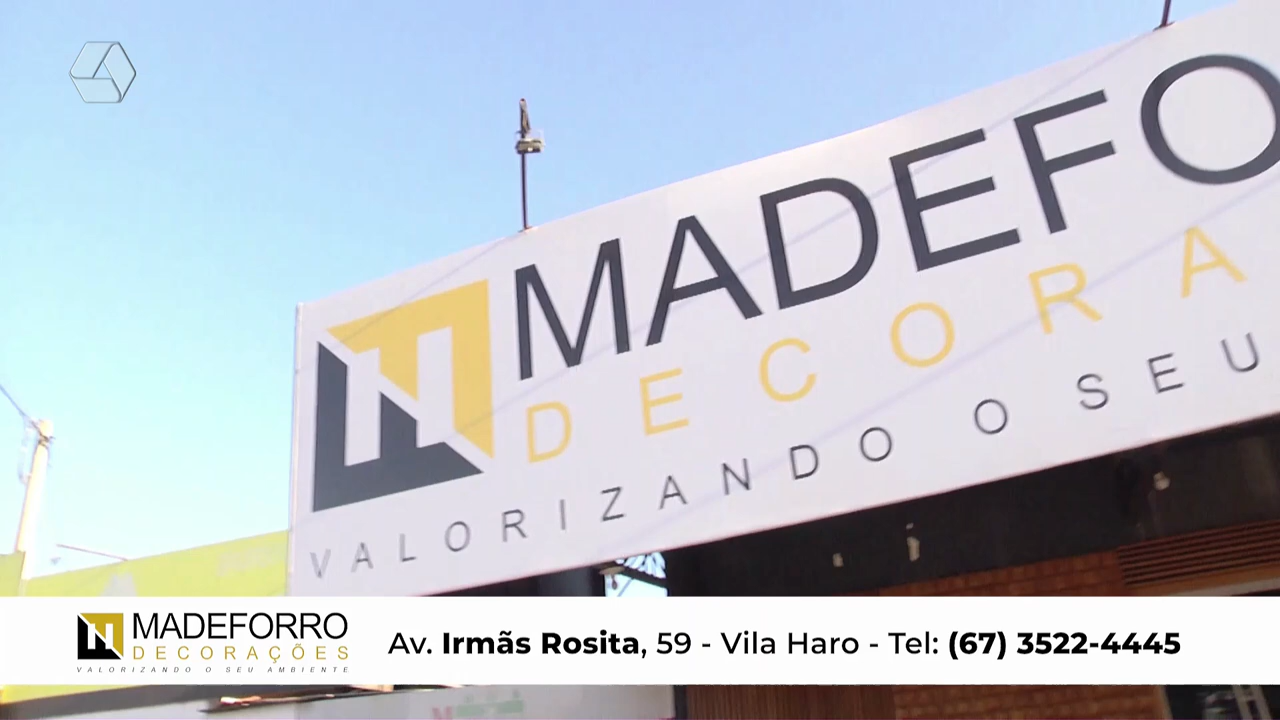 MADEFO
DECORA
VALORIZANDO O SEU
MADEFORRO
DECORAÇÕES
VALORIZANDO O SEU AMBIENTE
Av. Irmãs Rosita, 59 - Vila Haro - Tel: (67) 3522-4445